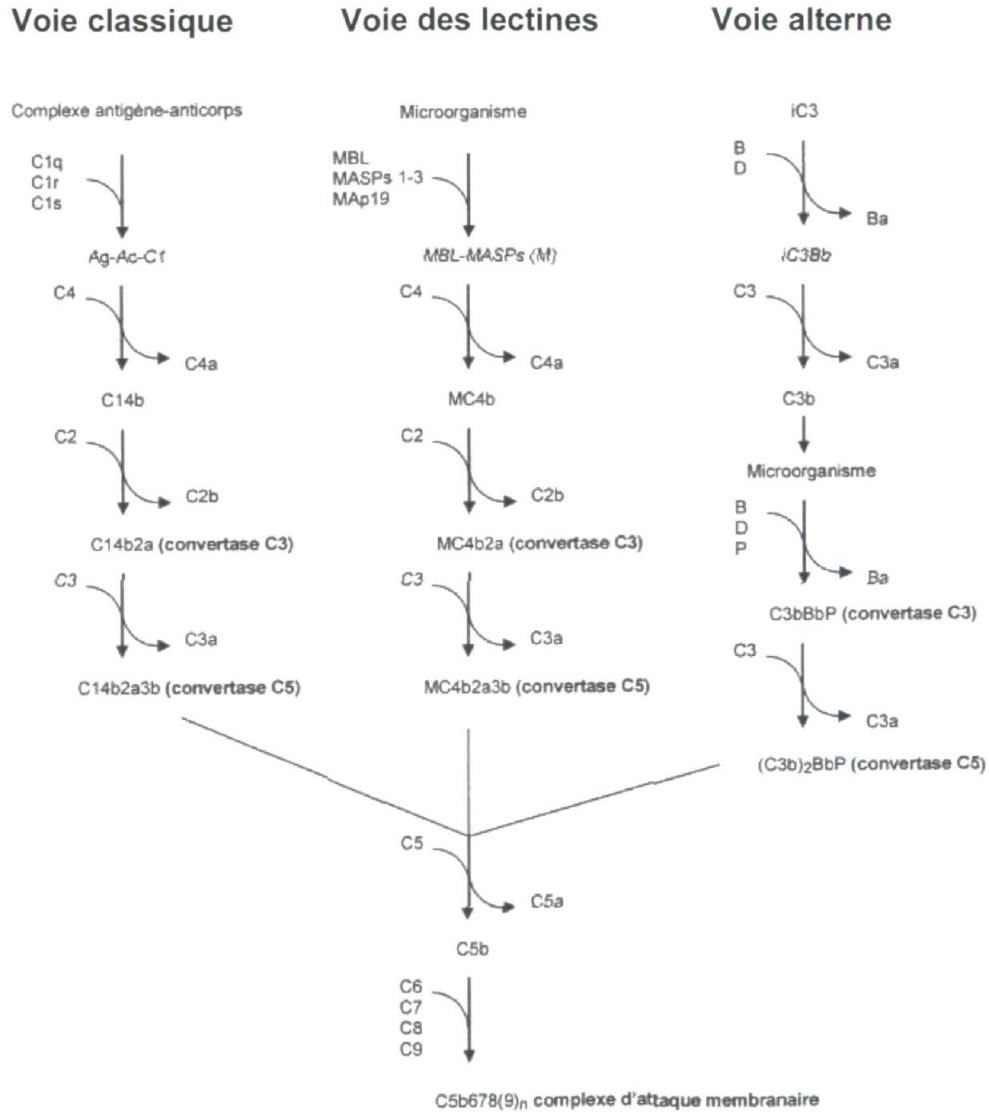 Voie classique
Voie des lectines
Voie alterne
Complexe antigène-anticorps
C1q
C1r
C1s
Ag-Ac-C1
C4
C4a
C14b
C2
C2b
C14b2a (convertase C3)
C3
C3a
C14b2a3b (convertase C5)
Microorganisme
MBL
MASPs 1-3
MAp19
MBL-MASPs (M)
C4
C4a
MC4b
C2
C2b
MC4b2a (convertase C3)
C3
C3a
MC4b2a3b (convertase C5)
iC3
B
D
Ba
iC3Bb
C3
C3a
C3b
Microorganisme
B
D
P
Ba
C3bBbP (convertase C3)
C3
C3a
(C3b)₂BbP (convertase C5)
C5
C5a
C5b
C6
C7
C8
C9
C5b678(9)ₙ complexe d'attaque membranaire